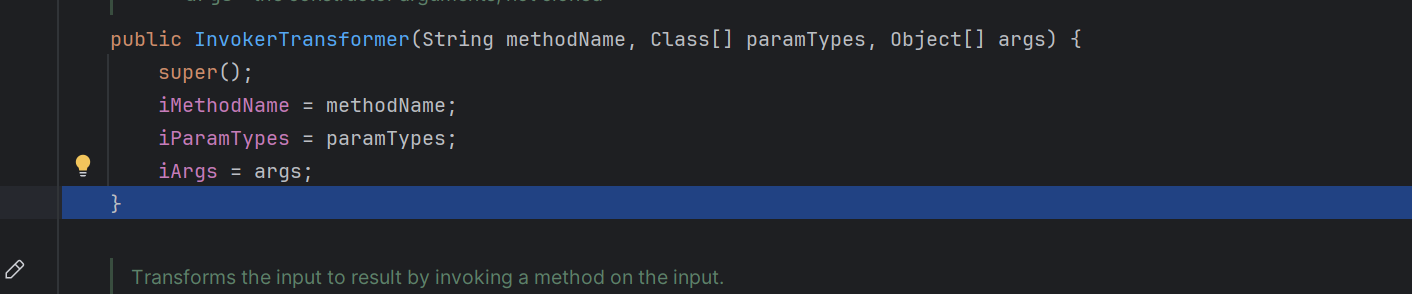 public InvokerTransformer(String methodName, Class[] paramTypes, Object[] args) {
super();
iMethodName = methodName;
iParamTypes = paramTypes;
iArgs = args;
}
Transforms the input to result by invoking a method on the input.